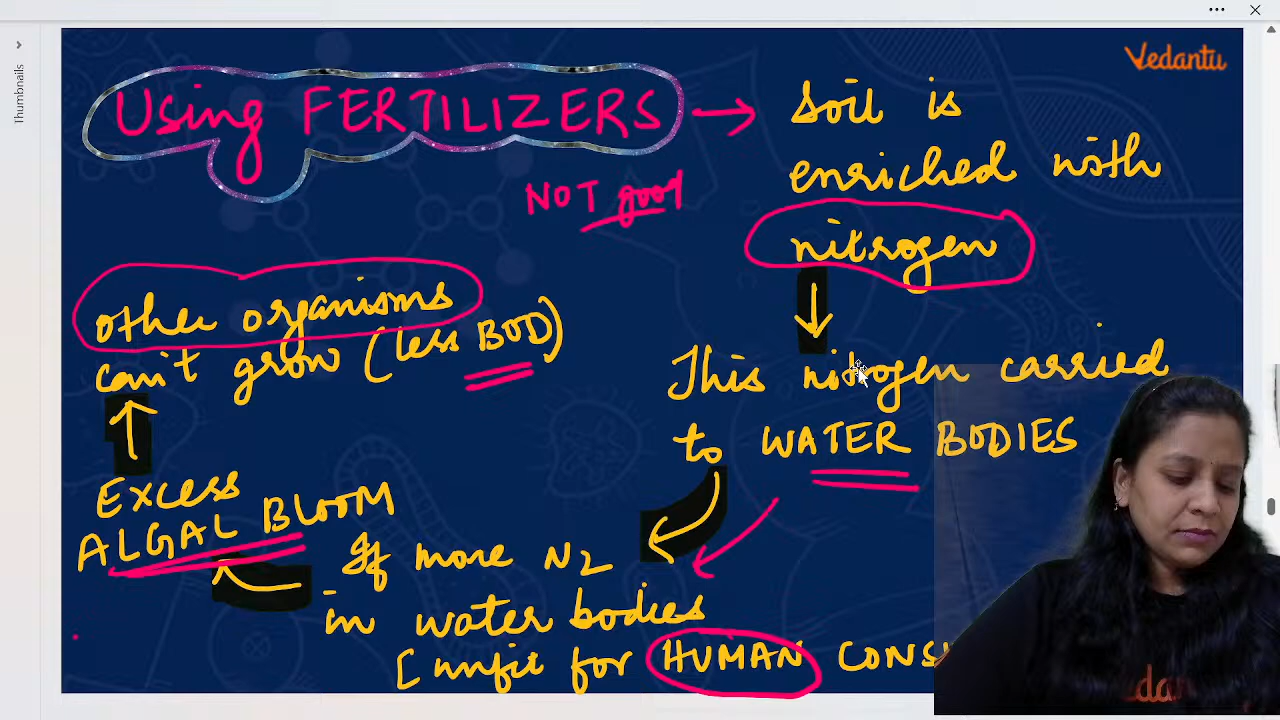 Thumbnails
Vedantu
Using FERTILIZERS → Soil is
enriched with
NOT good
nitrogen
This nitrogen carried
to WATER BODIES
If more N2
in water bodies
[unfit for HUMAN
EXCESS
ALGAL BLOOM
other organisms
can't grow (less BOD)